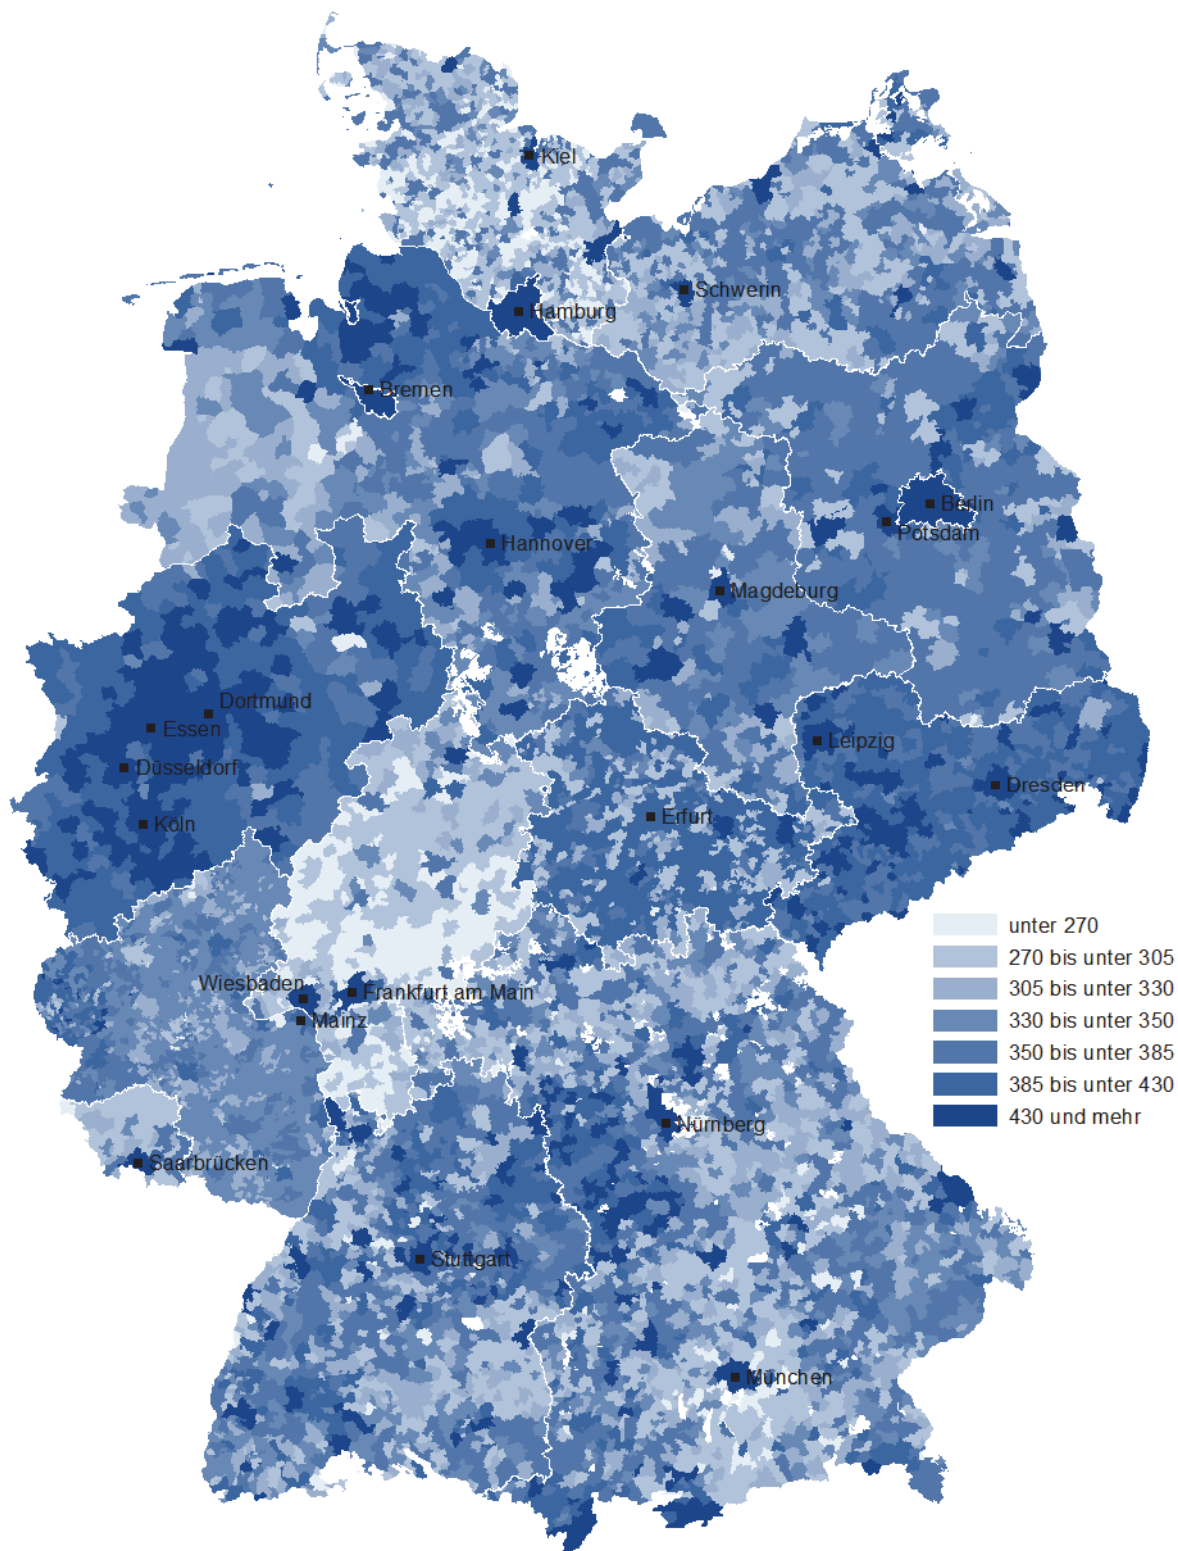 Kiel
Schwerin
Hamburg
Bremen
Berlin
Potsdam
Hannover
Magdeburg
Dortmund
Essen
Leipzig
Düsseldorf
Dresden
Köln
Erfurt
unter 270
270 bis unter 305
Wiesbaden
Frankfurt am Main
305 bis unter 330
Mainz
330 bis unter 350
350 bis unter 385
385 bis unter 430
430 und mehr
Nürnberg
Saarbrücken
Stuttgart
München